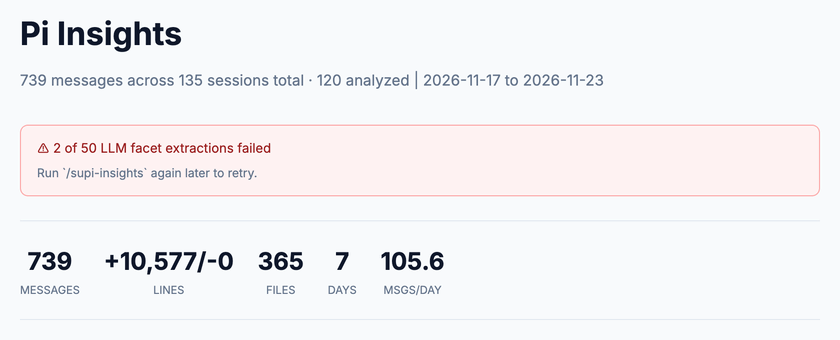 Pi Insights
739 messages across 135 sessions total · 120 analyzed | 2026-11-17 to 2026-11-23
⚠ 2 of 50 LLM facet extractions failed
Run `/supi-insights` again later to retry.
739 +10,577/-0 365 7 105.6
MESSAGES LINES FILES DAYS MSGS/DAY